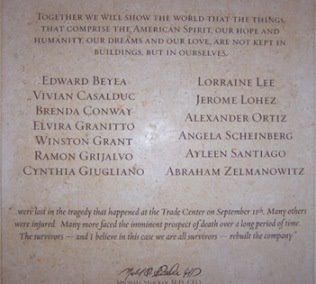 TOGETHER WE WILL SHOW THE WORLD THAT THE THINGS,
THAT COMPRISE THE AMERICAN SPIRIT, OUR HOPE AND
HUMANITY, OUR DREAMS AND OUR LOVE, ARE NOT KEPT IN
BUILDINGS, BUT IN OURSELVES.
EDWARD BEYEA
VIVIAN CASALDUC
BRENDA CONWAY
ELVIRA GRANITTO
WINSTON GRANT
RAMON GRIJALVO
CYNTHIA GIUGLIANO
LORRAINE LEE
JEROME LOHEZ
ALEXANDER ORTIZ
ANGELA SCHEINBERG
AYLEEN SANTIAGO
ABRAHAM ZELMANOWITZ
"were lost in the tragedy that happened at the Trade Center on September 11th. Many others
were injured. Many more faced the imminent prospect of death over a long period of time.
The survivors — and I believe in this case we are all survivors — rebuilt the company"